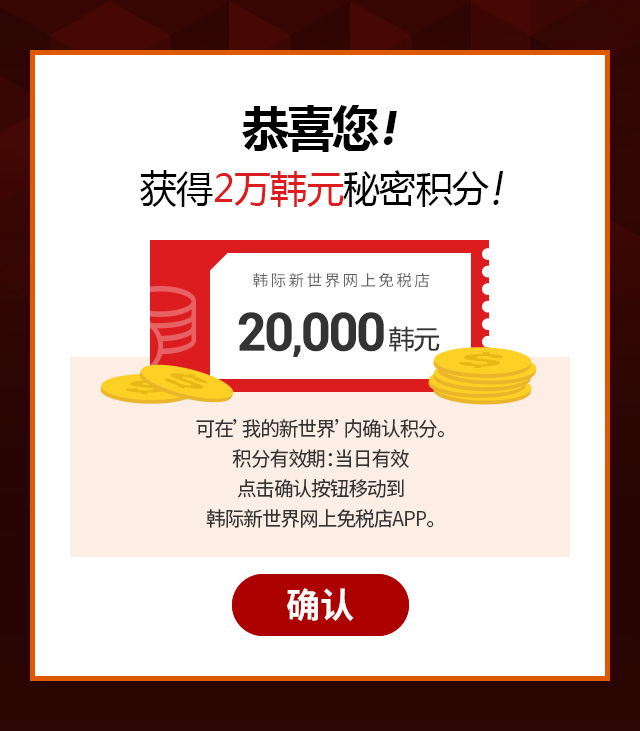 恭喜您!
获得2万韩元秘密积分!
韩际新世界网上免税店
20,000 韩元
可在’我的新世界’内确认积分。
积分有效期:当日有效
点击确认按钮移动到
韩际新世界网上免税店APP。
确认